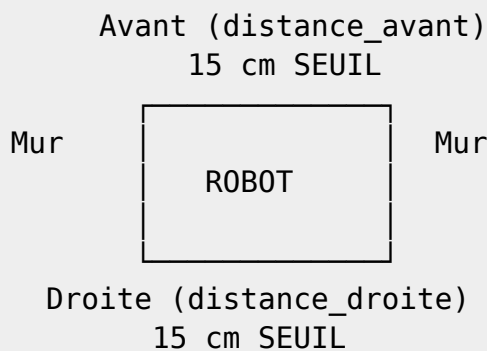 Avant (distance_avant)
15 cm SEUIL
Mur Mur
ROBOT
Droite (distance_droite)
15 cm SEUIL